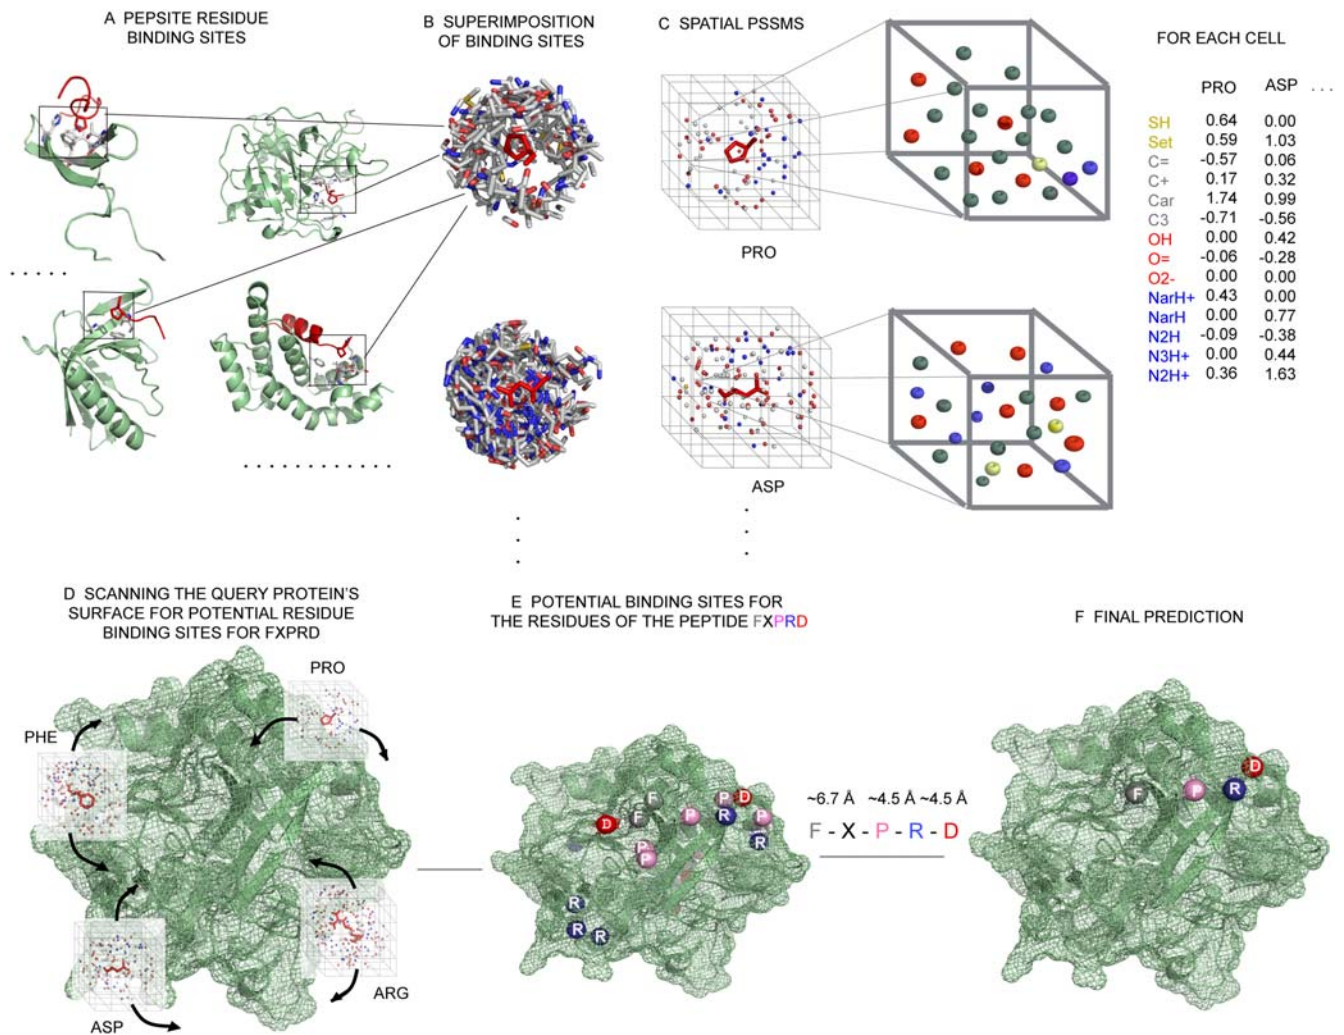 A PEPSITE RESIDUE
BINDING SITES
B SUPERIMPOSITION
OF BINDING SITES
C SPATIAL PSSMS
FOR EACH CELL
PRO ASP ...
SH 0.64 0.00
Set 0.59 1.03
C= -0.57 0.06
C+ 0.17 0.32
Car 1.74 0.99
C3 -0.71 -0.56
OH 0.00 0.42
O= -0.06 -0.28
O2- 0.00 0.00
NarH+ 0.43 0.00
NarH 0.00 0.77
N2H -0.09 -0.38
N3H+ 0.00 0.44
N2H+ 0.36 1.63
PRO
ASP
D SCANNING THE QUERY PROTEIN'S
SURFACE FOR POTENTIAL RESIDUE
BINDING SITES FOR FXPRD
PRO
PHE
ARG
ASP
E POTENTIAL BINDING SITES FOR
THE RESIDUES OF THE PEPTIDE FXPRD
F
F
D
P
P
D
R
P
R
P
P
R
R
R
~6.7 Å ~4.5 Å ~4.5 Å
F - X - P - R - D
F FINAL PREDICTION
D
F
P
R